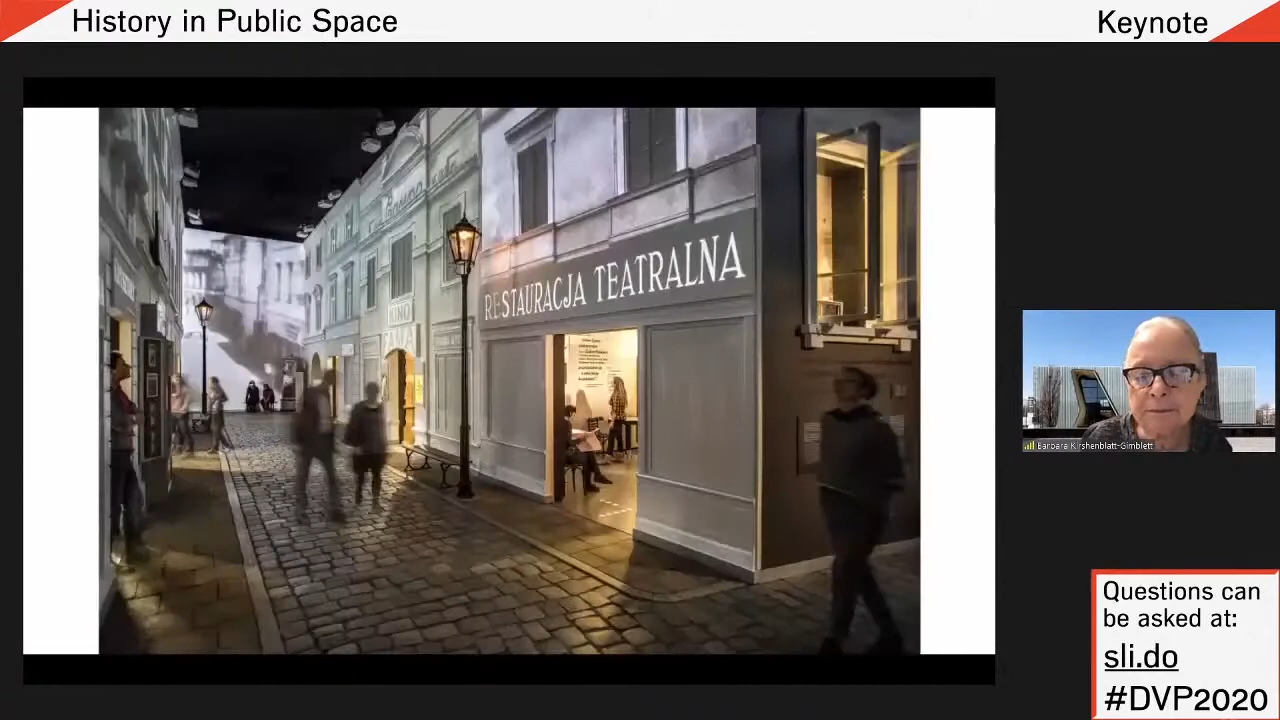 History in Public Space
Keynote
RESTAURACJA TEATRALNA
KINO
Barbara Kirshenblatt-Gimblett
Questions can
be asked at:
sli.do
#DVP2020